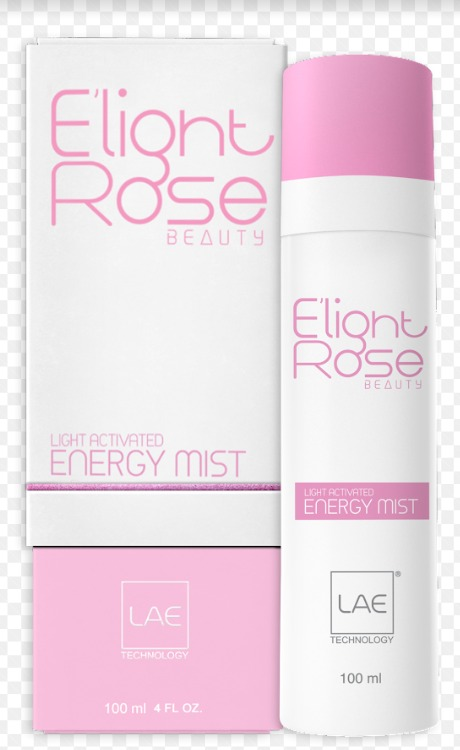 E'light
Rose
BEAUTY
LIGHT ACTIVATED
ENERGY MIST
LAE
TECHNOLOGY
100 ml 4 FL OZ.
E'light
Rose
BEAUTY
LIGHT ACTIVATED
ENERGY MIST
LAE®
TECHNOLOGY
100 ml